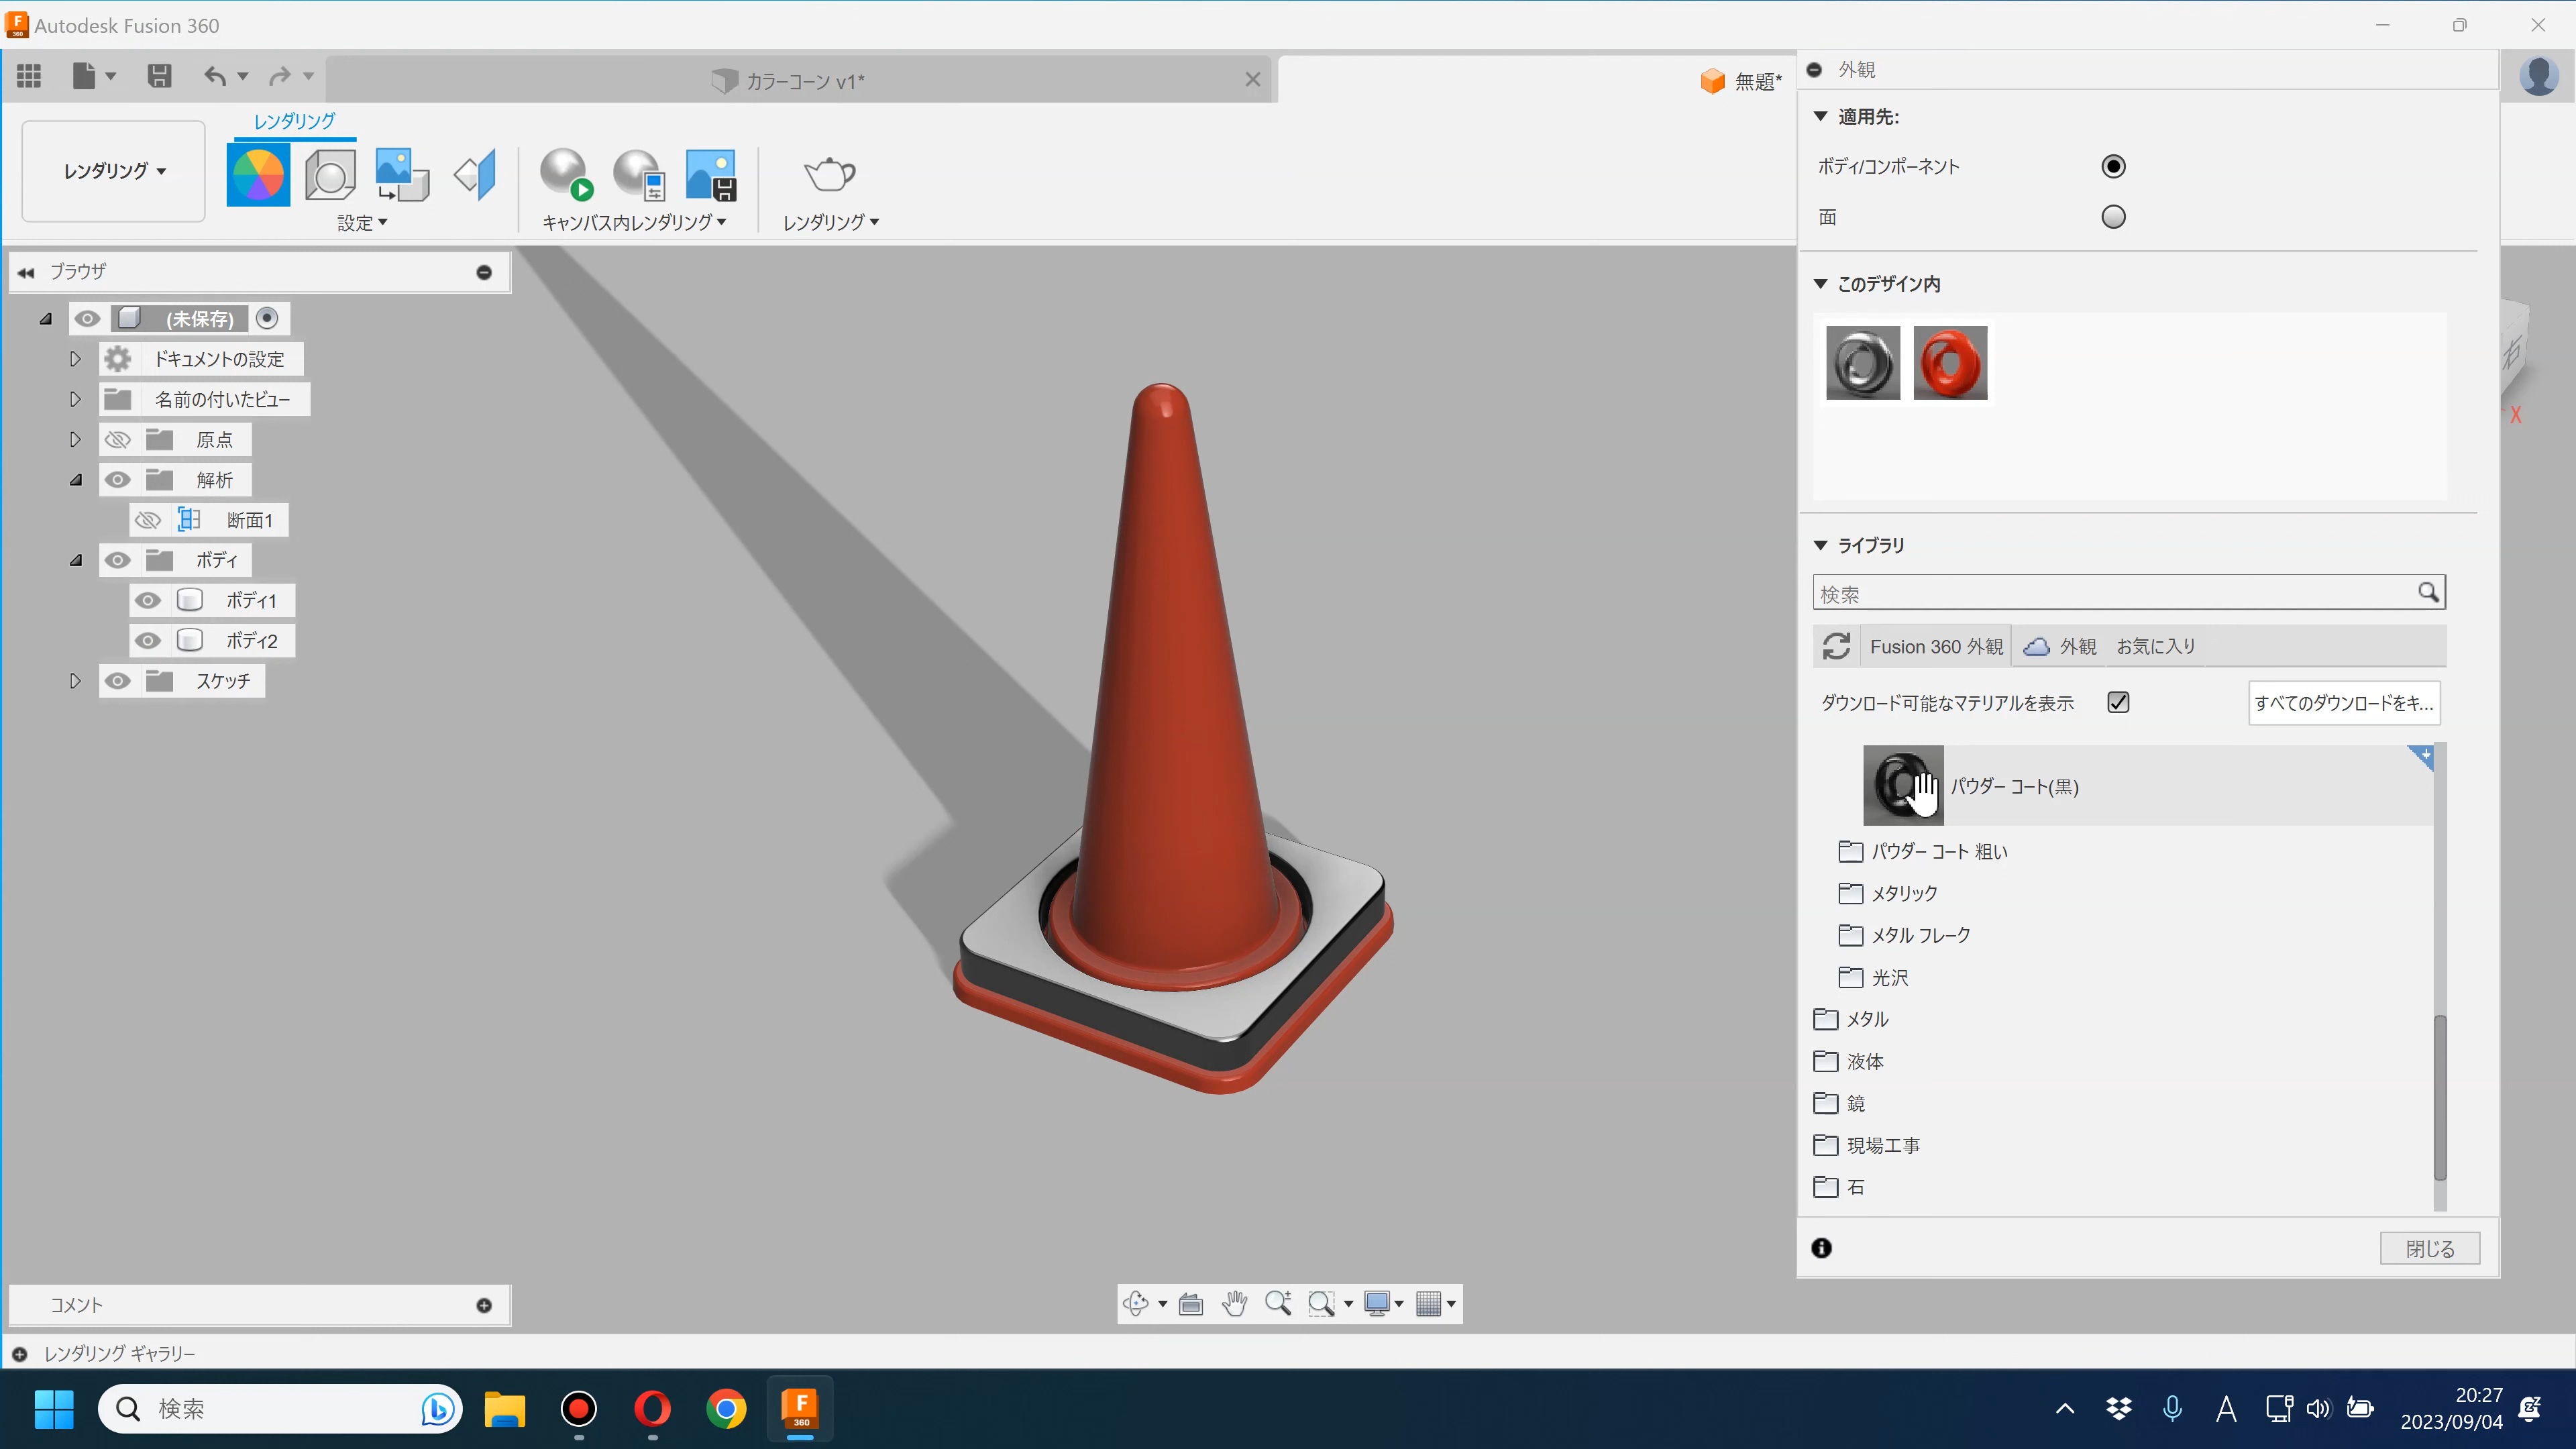 Autodesk Fusion 360
カラーコーン v1*
無題*
外観
レンダリング
レンダリング
設定
キャンバス内レンダリング
レンダリング
適用先:
ボディ/コンポーネント
面
このデザイン内
ブラウザ
(未保存)
ドキュメントの設定
名前の付いたビュー
原点
解析
断面1
ボディ
ボディ1
ボディ2
スケッチ
右
X
ライブラリ
検索
Fusion 360 外観
外観
お気に入り
ダウンロード可能なマテリアルを表示
すべてのダウンロードをキ...
パウダー コート(黒)
パウダー コート 粗い
メタリック
メタル フレーク
光沢
メタル
液体
鏡
現場工事
石
閉じる
コメント
レンダリング ギャラリー
検索
A
20:27
2023/09/04